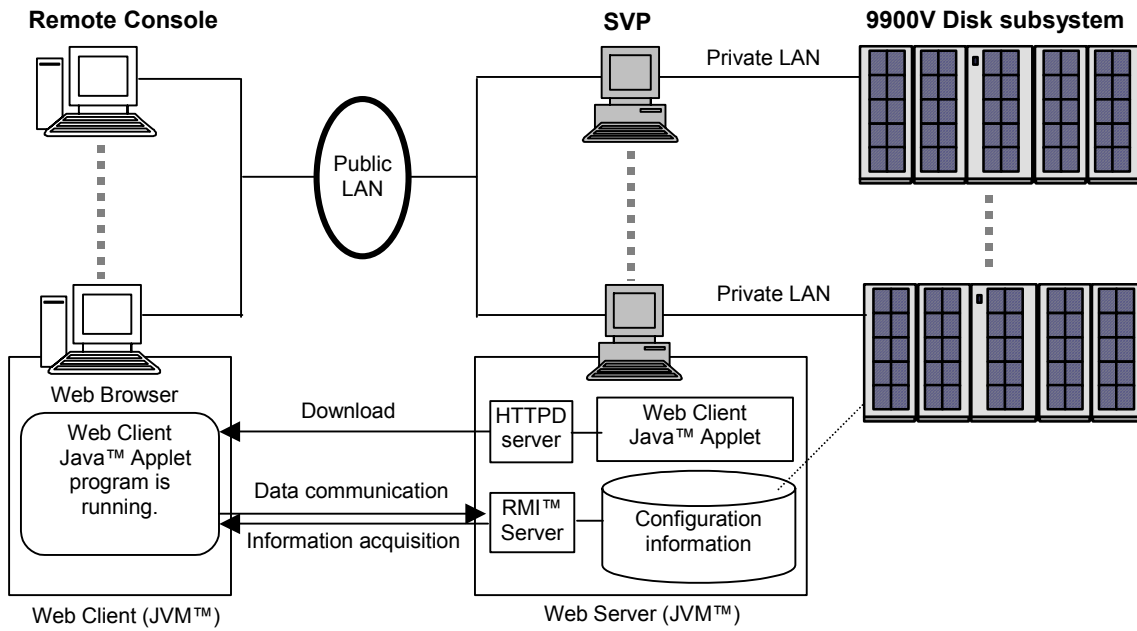 Remote Console
SVP
9900V Disk subsystem
Private LAN
Public
LAN
Private LAN
Web Browser
Web Client
Java™ Applet
program is
running.
Download
Data communication
Information acquisition
HTTPD
server
Web Client
Java™ Applet
RMI™
Server
Configuration
information
Web Client (JVM™)
Web Server (JVM™)